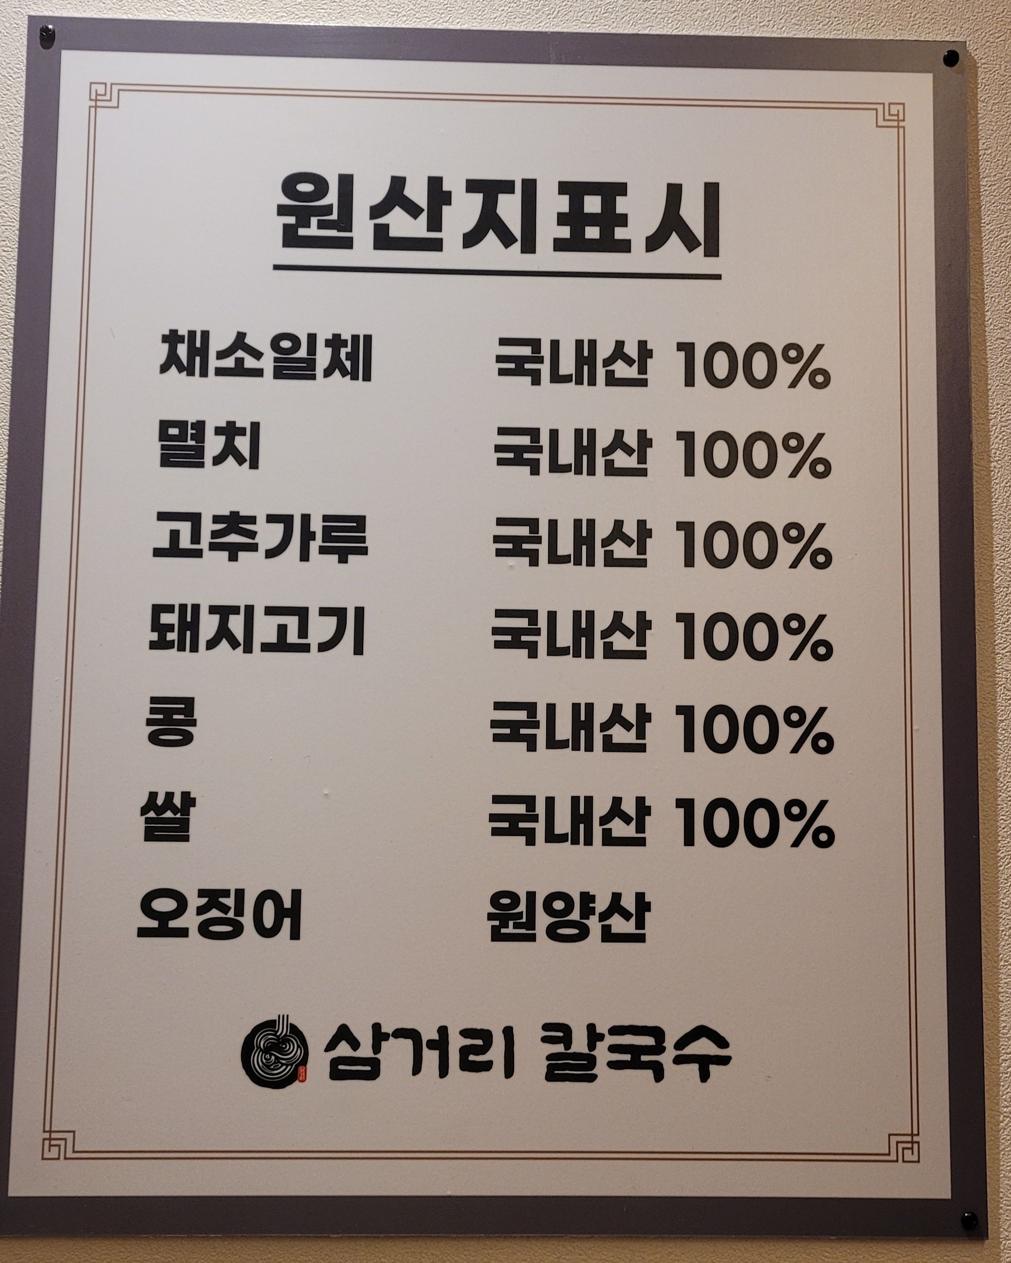 원산지표시
채소일체 국내산 100%
멸치 국내산 100%
고추가루 국내산 100%
돼지고기 국내산 100%
콩 국내산 100%
쌀 국내산 100%
오징어 원양산
삼거리 칼국수